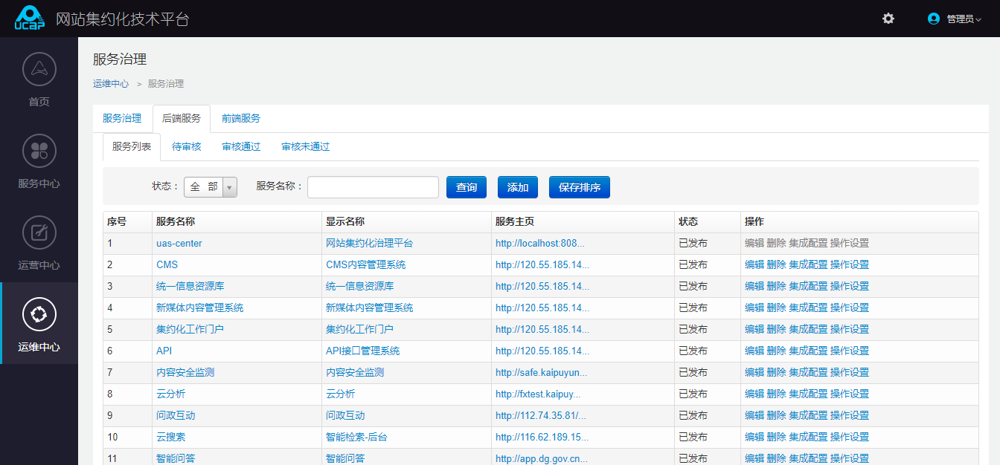 UCAP 网站集约化技术平台 管理员
首页
服务中心
运营中心
运维中心
服务治理
运维中心 > 服务治理
服务治理 后端服务 前端服务
服务列表 待审核 审核通过 审核未通过
状态： 全 部 服务名称： 查询 添加 保存排序
序号 服务名称 显示名称 服务主页 状态 操作
1 uas-center 网站集约化治理平台 http://localhost:808... 已发布 编辑 删除 集成配置 操作设置
2 CMS CMS内容管理系统 http://120.55.185.14... 已发布 编辑 删除 集成配置 操作设置
3 统一信息资源库 统一信息资源库 http://120.55.185.14... 已发布 编辑 删除 集成配置 操作设置
4 新媒体内容管理系统 新媒体内容管理系统 http://120.55.185.14... 已发布 编辑 删除 集成配置 操作设置
5 集约化工作门户 集约化工作门户 http://120.55.185.14... 已发布 编辑 删除 集成配置 操作设置
6 API API接口管理系统 http://120.55.185.14... 已发布 编辑 删除 集成配置 操作设置
7 内容安全监测 内容安全监测 http://safe.kaipuyun... 已发布 编辑 删除 集成配置 操作设置
8 云分析 云分析 http://fxtest.kaipuy... 已发布 编辑 删除 集成配置 操作设置
9 问政互动 问政互动 http://112.74.35.81/... 已发布 编辑 删除 集成配置 操作设置
10 云搜索 智能检索-后台 http://116.62.189.15... 已发布 编辑 删除 集成配置 操作设置
11 智能问答 智能问答 http://app.dg.gov.cn... 已发布 编辑 删除 集成配置 操作设置